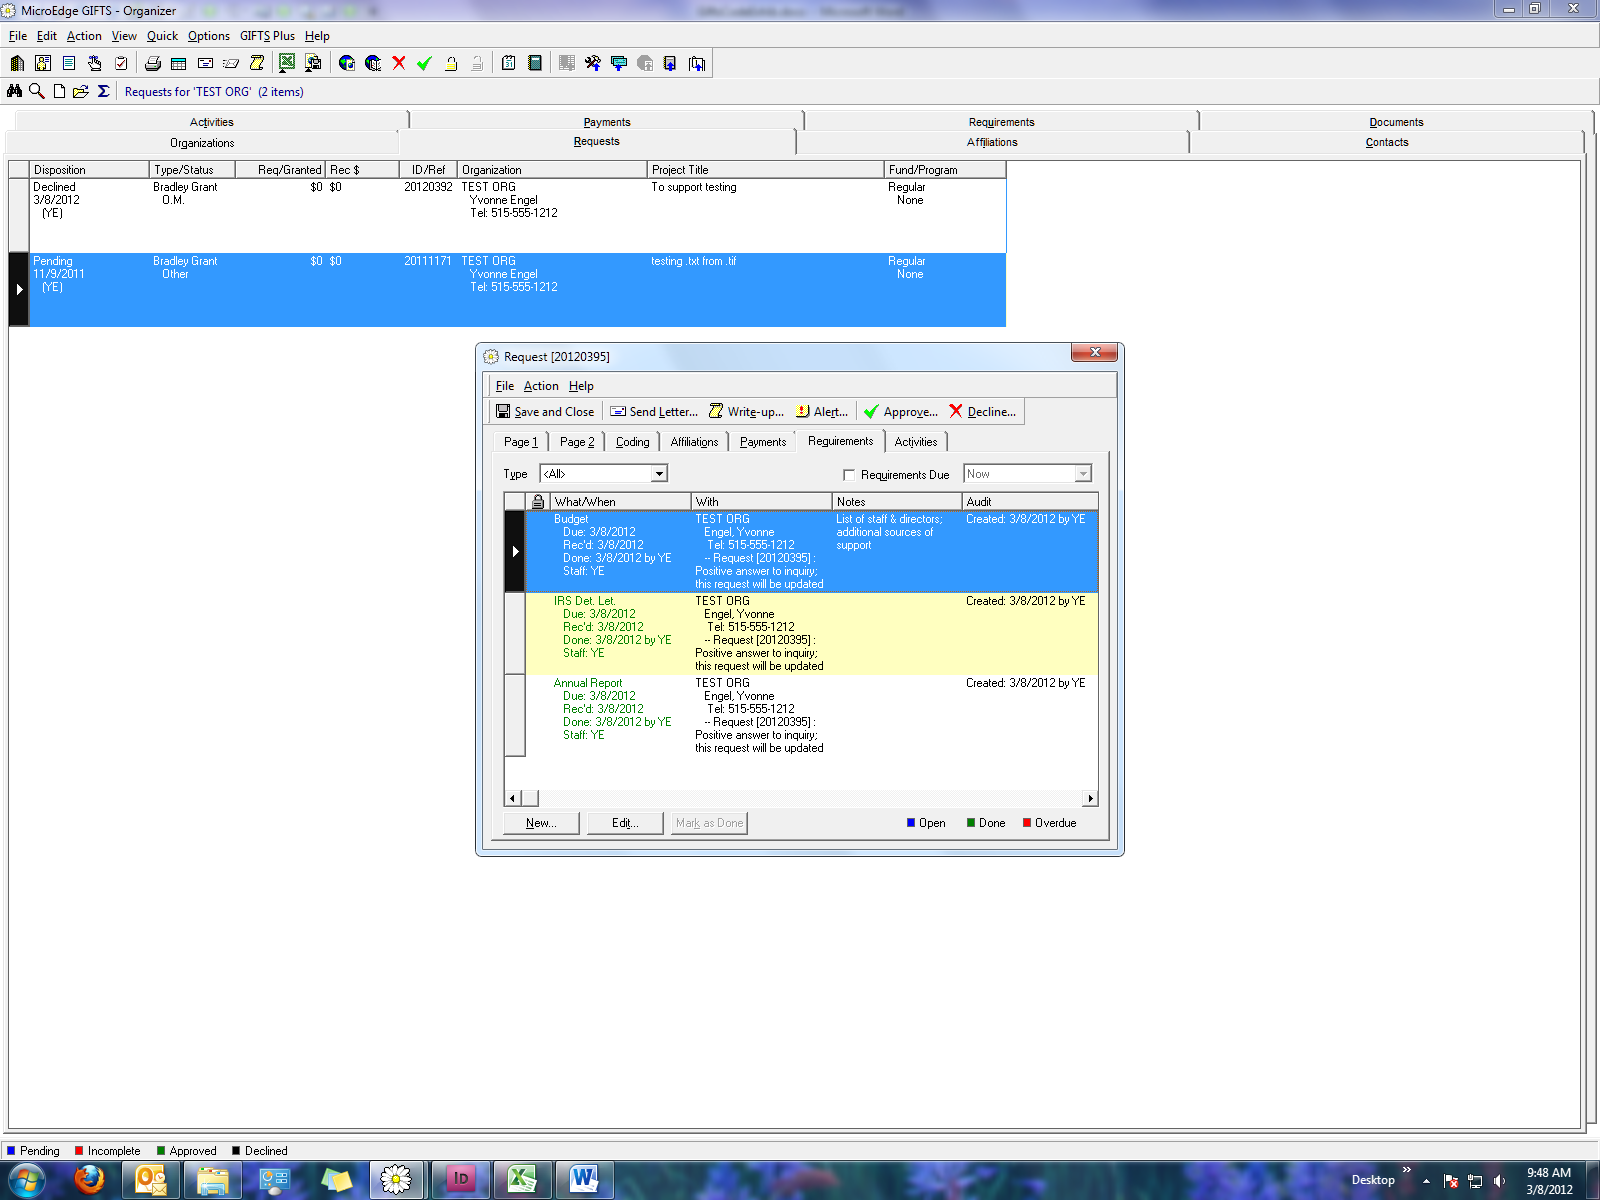 MicroEdge GIFTS - Organizer
File Edit Action View Quick Options GIFTS Plus Help
Requests for 'TEST ORG' (2 items)
Activities Payments Requirements Documents
Organizations Requests Affiliations Contacts
Disposition Type/Status Req/Granted Rec $ ID/Ref Organization Project Title Fund/Program
Declined Bradley Grant $0 $0 20120392 TEST ORG To support testing Regular
3/8/2012 O.M. Yvonne Engel None
(YE) Tel: 515-555-1212
Pending Bradley Grant $0 $0 20111171 TEST ORG testing .txt from .tif Regular
11/9/2011 Other Yvonne Engel None
(YE) Tel: 515-555-1212
Request [20120395]
File Action Help
Save and Close Send Letter... Write-up... Alert... Approve... Decline...
Page 1 Page 2 Coding Affiliations Payments Requirements Activities
Type <All> Requirements Due Now
What/When With Notes Audit
Budget TEST ORG List of staff & directors; Created: 3/8/2012 by YE
Due: 3/8/2012 Engel, Yvonne additional sources of
Rec'd: 3/8/2012 Tel: 515-555-1212 support
Done: 3/8/2012 by YE -- Request [20120395] :
Staff: YE Positive answer to inquiry;
this request will be updated
IRS Det. Let. TEST ORG Created: 3/8/2012 by YE
Due: 3/8/2012 Engel, Yvonne
Rec'd: 3/8/2012 Tel: 515-555-1212
Done: 3/8/2012 by YE -- Request [20120395] :
Staff: YE Positive answer to inquiry;
this request will be updated
Annual Report TEST ORG Created: 3/8/2012 by YE
Due: 3/8/2012 Engel, Yvonne
Rec'd: 3/8/2012 Tel: 515-555-1212
Done: 3/8/2012 by YE -- Request [20120395] :
Staff: YE Positive answer to inquiry;
this request will be updated
New... Edit... Mark as Done Open Done Overdue
Pending Incomplete Approved Declined
Desktop 9:48 AM
3/8/2012